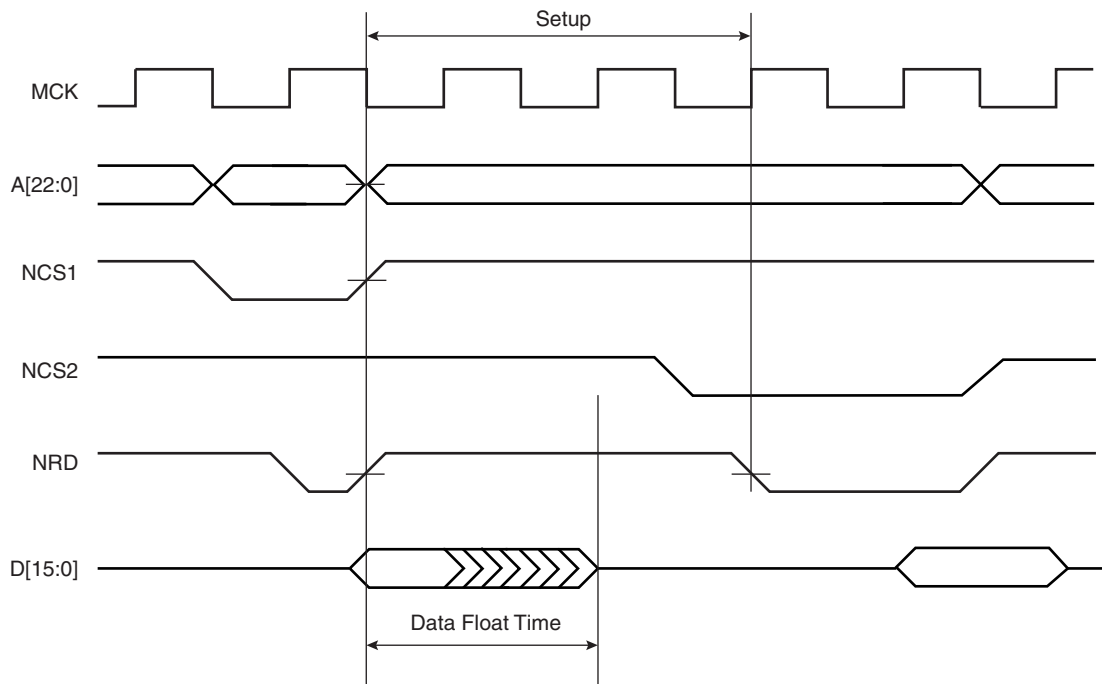 Setup
MCK
A[22:0]
NCS1
NCS2
NRD
D[15:0]
Data Float Time